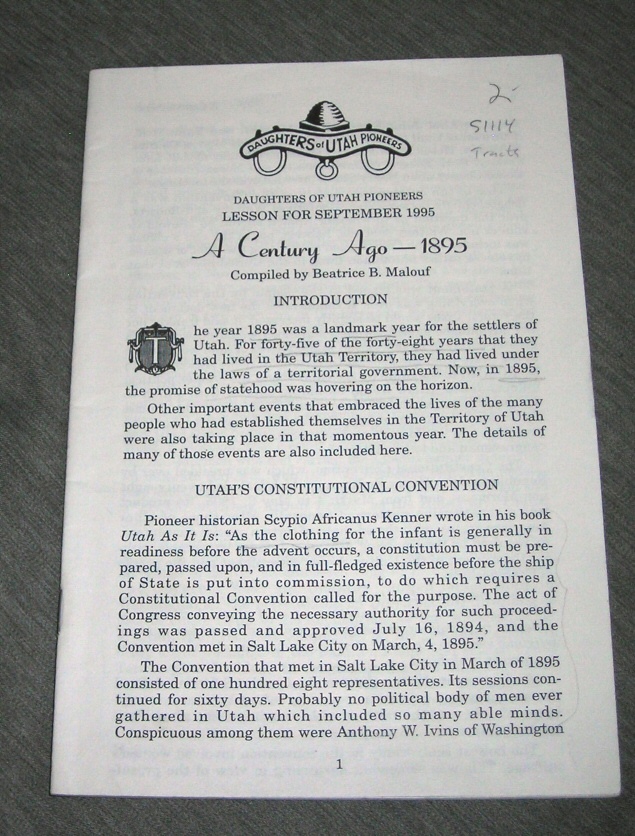 2-
51114
Tracts
DAUGHTERS of UTAH PIONEERS
DAUGHTERS OF UTAH PIONEERS
LESSON FOR SEPTEMBER 1995
A Century Ago — 1895
Compiled by Beatrice B. Malouf
INTRODUCTION
The year 1895 was a landmark year for the settlers of
Utah. For forty-five of the forty-eight years that they
had lived in the Utah Territory, they had lived under
the laws of a territorial government. Now, in 1895,
the promise of statehood was hovering on the horizon.
Other important events that embraced the lives of the many
people who had established themselves in the Territory of Utah
were also taking place in that momentous year. The details of
many of those events are also included here.
UTAH'S CONSTITUTIONAL CONVENTION
Pioneer historian Scypio Africanus Kenner wrote in his book
Utah As It Is: “As the clothing for the infant is generally in
readiness before the advent occurs, a constitution must be pre-
pared, passed upon, and in full-fledged existence before the ship
of State is put into commission, to do which requires a
Constitutional Convention called for the purpose. The act of
Congress conveying the necessary authority for such proceed-
ings was passed and approved July 16, 1894, and the
Convention met in Salt Lake City on March, 4, 1895.”
The Convention that met in Salt Lake City in March of 1895
consisted of one hundred eight representatives. Its sessions con-
tinued for sixty days. Probably no political body of men ever
gathered in Utah which included so many able minds.
Conspicuous among them were Anthony W. Ivins of Washington
1